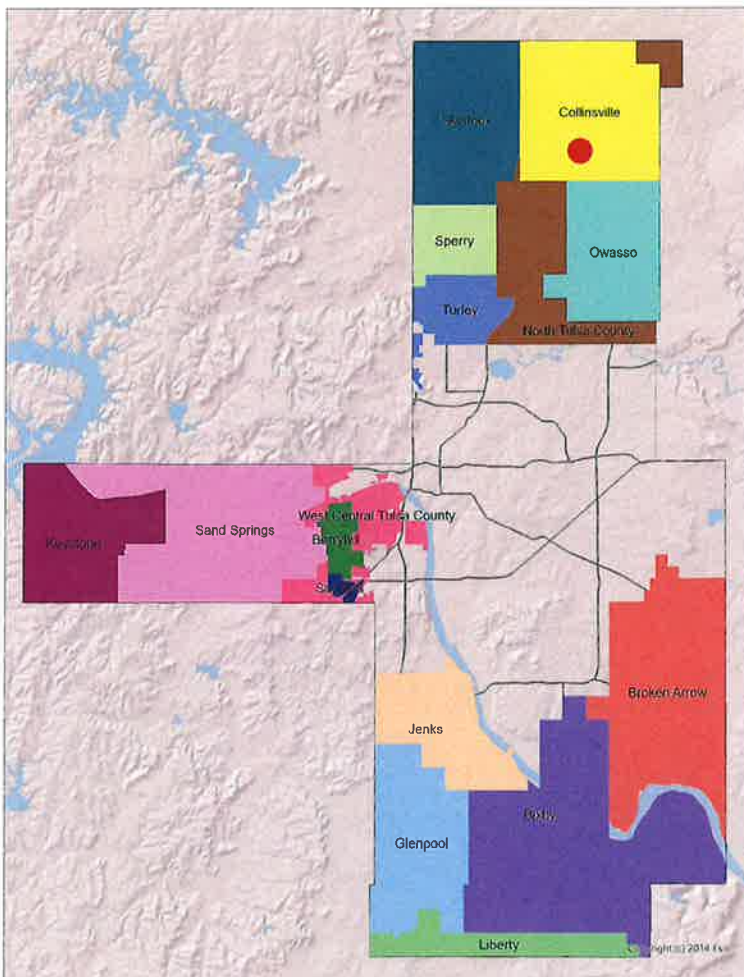 Collinsville
Sperry
Owasso
Turley
North Tulsa County
West Central Tulsa County
Sand Springs
Berryhill
Keystone
Broken Arrow
Jenks
Bixby
Glenpool
Liberty